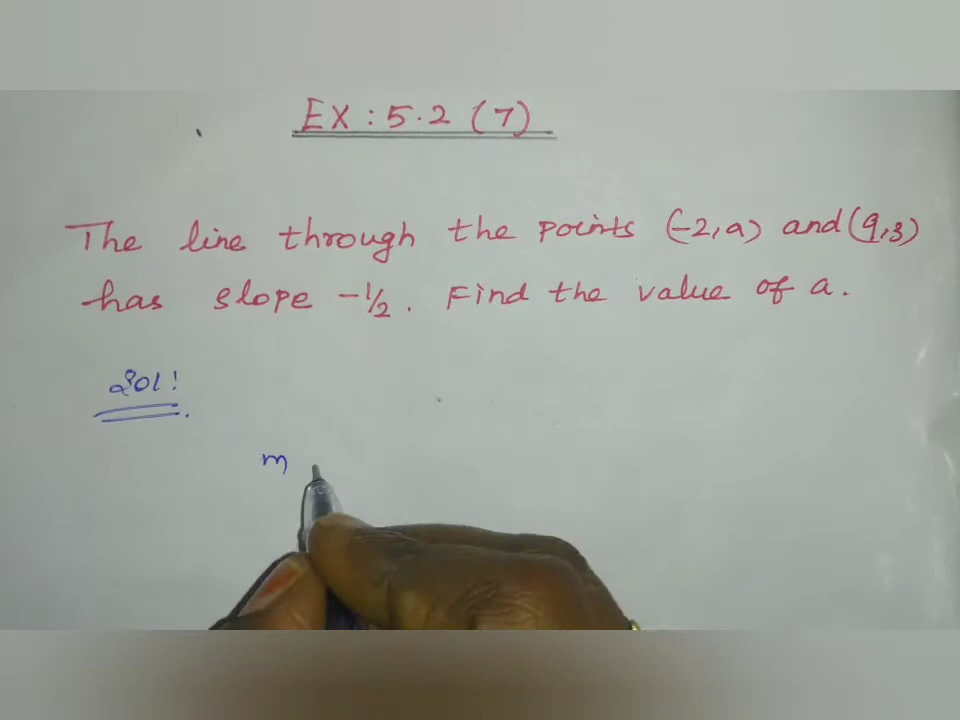 EX : 5.2 (7)
The line through the points (-2,a) and (9,3)
has slope -1/2. Find the value of a.
Sol!
m